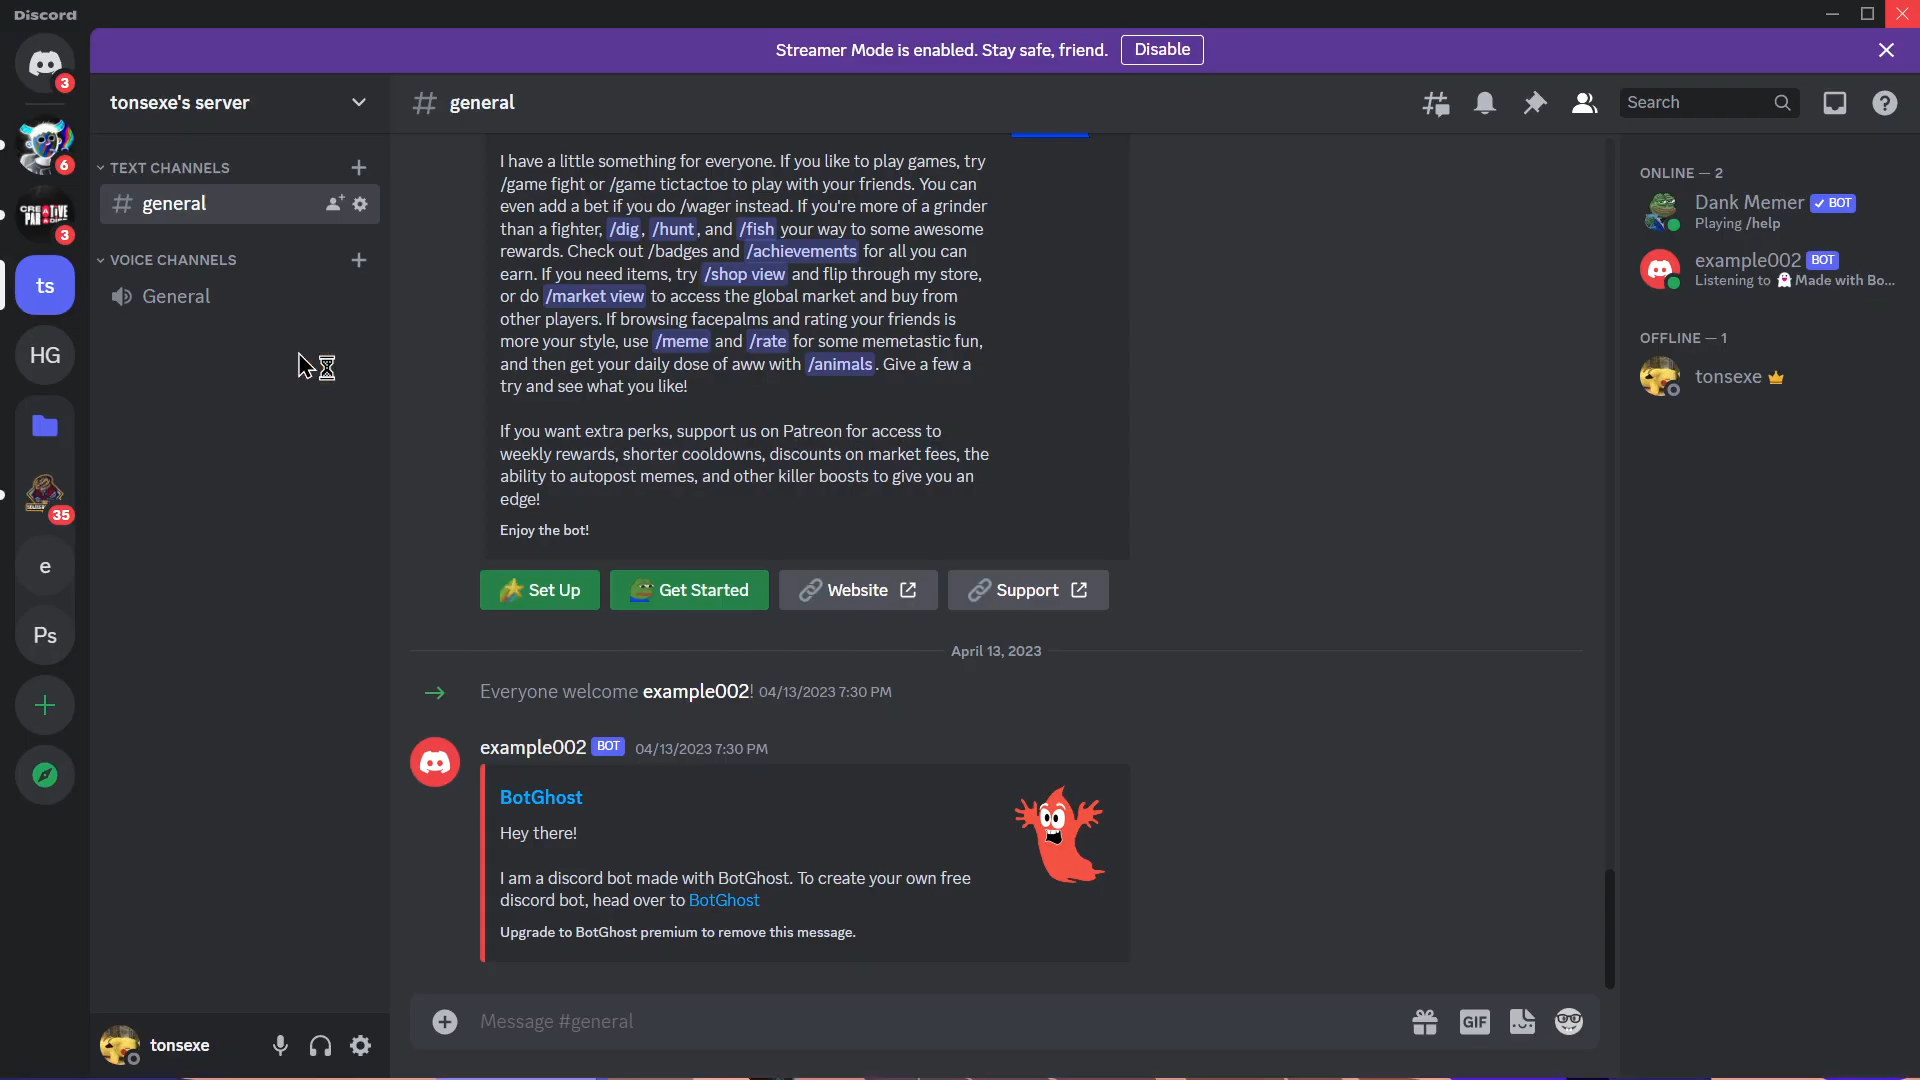 Discord
Streamer Mode is enabled. Stay safe, friend. Disable
3
tonsexe's server
# general
Search
TEXT CHANNELS
general
VOICE CHANNELS
General
6
CREATIVE
3
ts
HG
35
e
Ps
I have a little something for everyone. If you like to play games, try
/game fight or /game tictactoe to play with your friends. You can
even add a bet if you do /wager instead. If you're more of a grinder
than a fighter, /dig, /hunt, and /fish your way to some awesome
rewards. Check out /badges and /achievements for all you can
earn. If you need items, try /shop view and flip through my store,
or do /market view to access the global market and buy from
other players. If browsing facepalms and rating your friends is
more your style, use /meme and /rate for some memetastic fun,
and then get your daily dose of aww with /animals. Give a few a
try and see what you like!
If you want extra perks, support us on Patreon for access to
weekly rewards, shorter cooldowns, discounts on market fees, the
ability to autopost memes, and other killer boosts to give you an
edge!
Enjoy the bot!
Set Up
Get Started
Website
Support
April 13, 2023
Everyone welcome example002! 04/13/2023 7:30 PM
example002 BOT 04/13/2023 7:30 PM
BotGhost
Hey there!
I am a discord bot made with BotGhost. To create your own free
discord bot, head over to BotGhost
Upgrade to BotGhost premium to remove this message.
Message #general
GIF
tonsexe
ONLINE — 2
Dank Memer ✓ BOT
Playing /help
example002 BOT
Listening to 👻 Made with Bo...
OFFLINE — 1
tonsexe